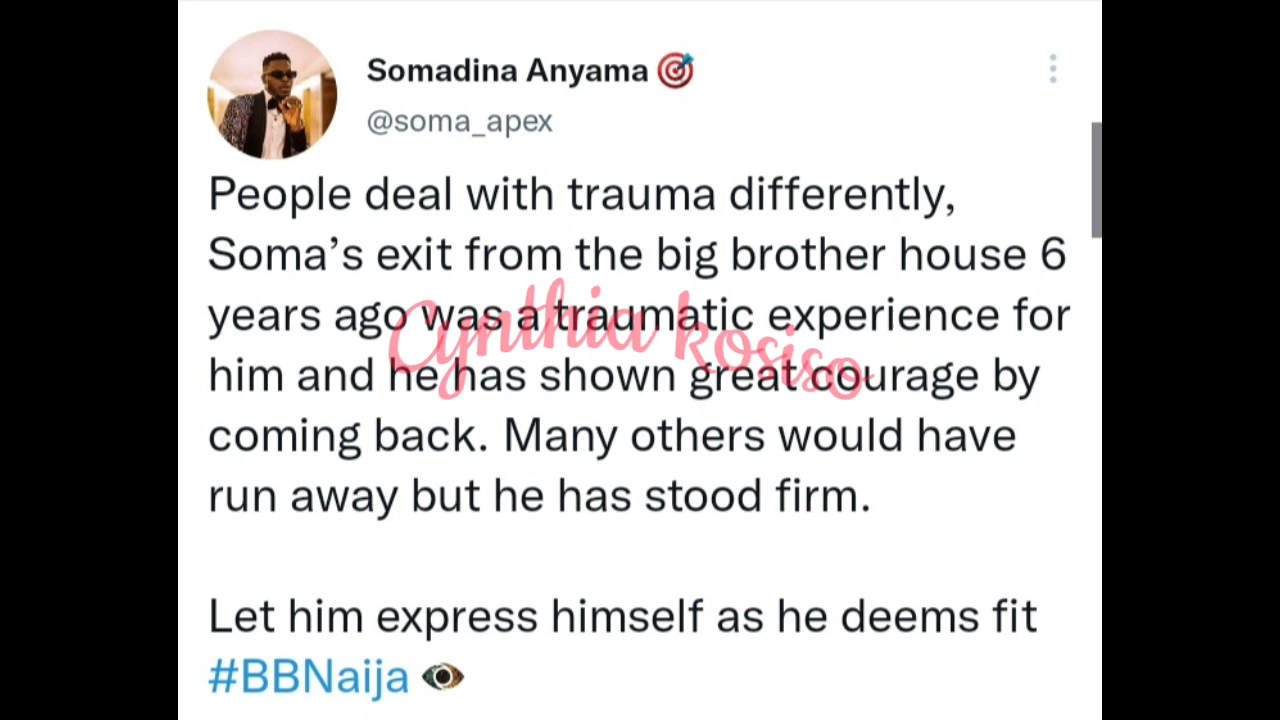 Somadina Anyama 🎯
@soma_apex
People deal with trauma differently,
Soma’s exit from the big brother house 6
years ago was a traumatic experience for
him and he has shown great courage by
coming back. Many others would have
run away but he has stood firm.
Let him express himself as he deems fit
#BBNaija 👁️
Cynthia kosiso